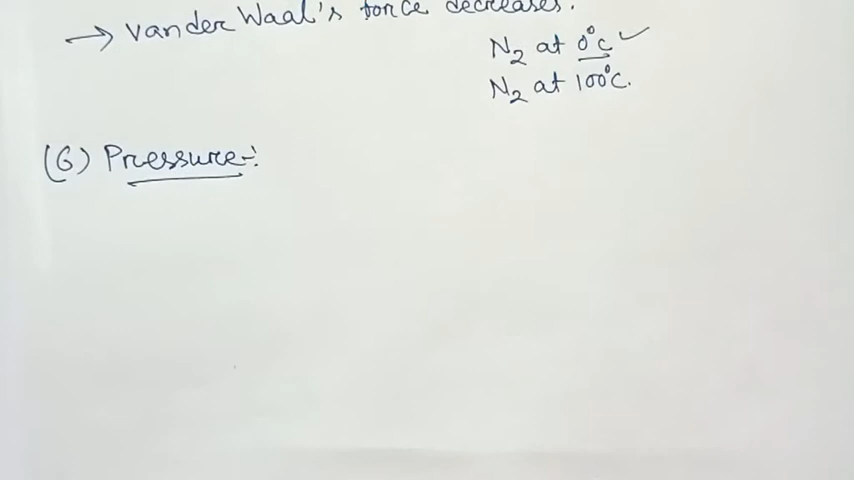 → Vander Waal's force decreases.
N₂ at 0°C ✓
N₂ at 100°C.
(6) Pressure:-